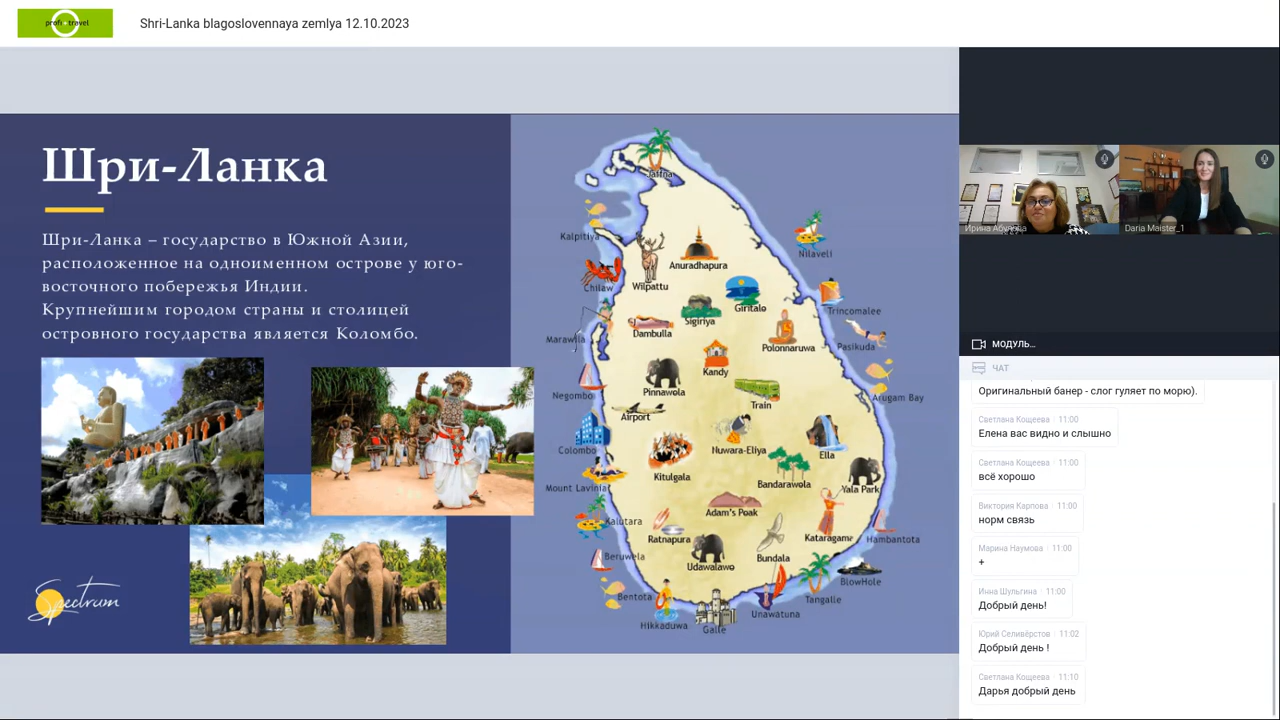 profi travel
Shri-Lanka blagoslovennaya zemlya 12.10.2023
Шри-Ланка
Шри-Ланка – государство в Южной Азии,
расположенное на одноименном острове у юго-
восточного побережья Индии.
Крупнейшим городом страны и столицей
островного государства является Коломбо.
Spectrum
Jaffna
Kalpitiya
Nilaveli
Anuradhapura
Chilaw
Wilpattu
Giritale
Trincomalee
Sigiriya
Marawila
Dambulla
Polonnaruwa
Pasikuda
Kandy
Pinnawola
Negombo
Train
Arugam Bay
Airport
Colombo
Nuwara-Eliya
Ella
Kitulgala
Mount Lavinia
Bandarawola
Yala Park
Adam's Peak
Kalutara
Ratnapura
Kataragame
Hambantota
Beruwela
Udawalawe
Bundala
BlowHole
Bentota
Tangalle
Unawatuna
Hikkaduwa
Galle
Ирина Абулова
Daria Maister_1
модуль…
ЧАТ
Оригинальный банер - слог гуляет по морю).
Светлана Кощеева 11:00
Елена вас видно и слышно
Светлана Кощеева 11:00
всё хорошо
Виктория Карпова 11:00
норм связь
Марина Наумова 11:00
+
Инна Шульгина 11:00
Добрый день!
Юрий Селивёрстов 11:02
Добрый день !
Светлана Кощеева 11:10
Дарья добрый день